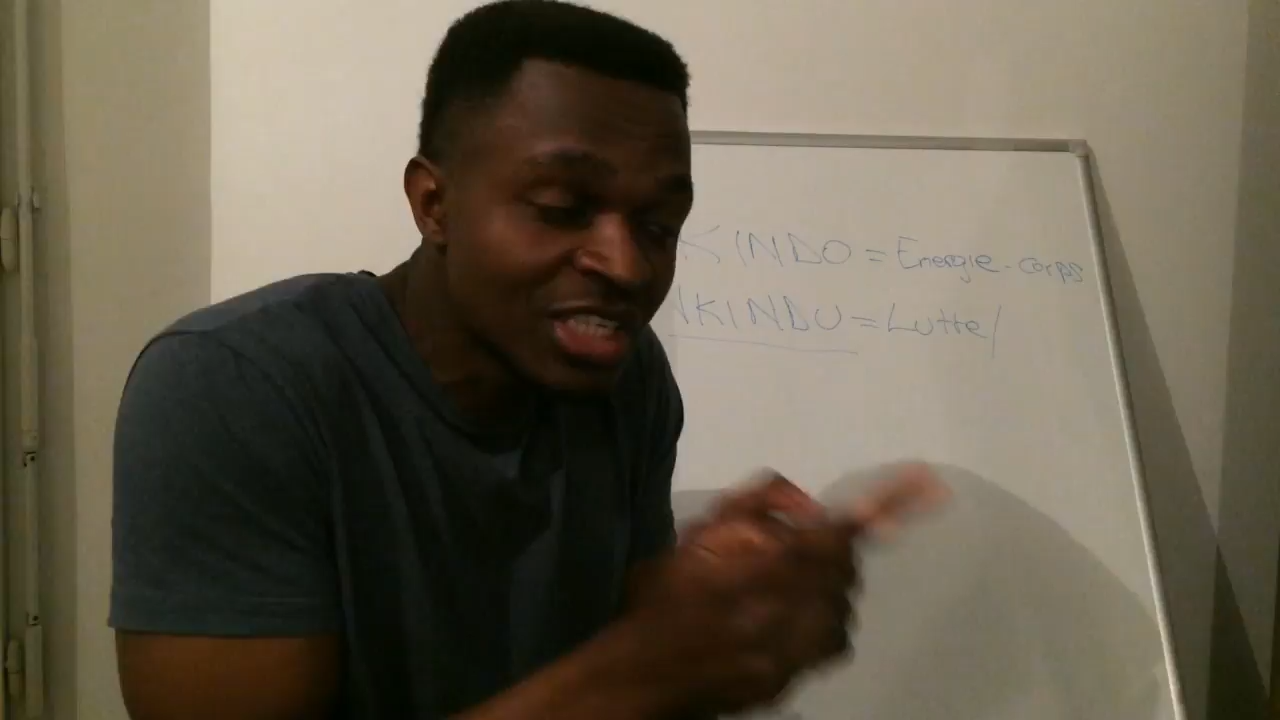 KINDO = Energie-corps
NKINDU = Lutte/